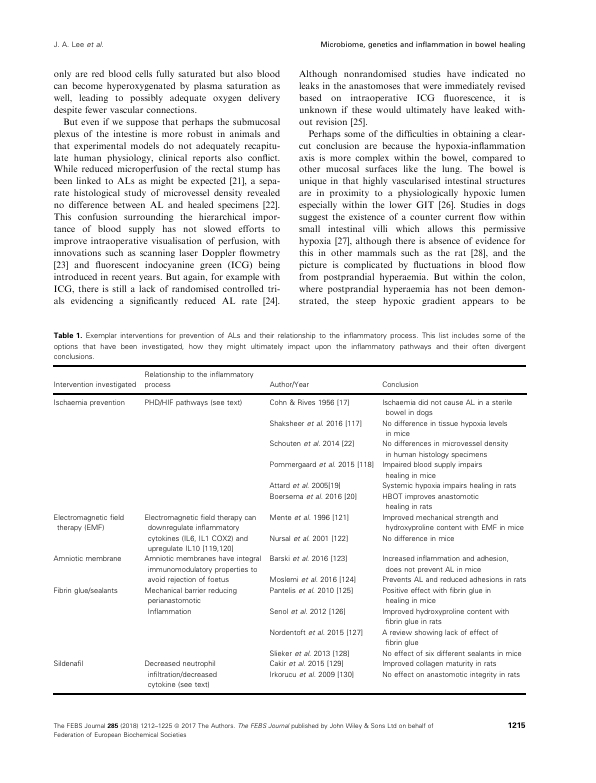 J. A. Lee et al.
Microbiome, genetics and inflammation in bowel healing
only are red blood cells fully saturated but also blood
can become hyperoxygenated by plasma saturation as
well, leading to possibly adequate oxygen delivery
despite fewer vascular connections.
But even if we suppose that perhaps the submucosal
plexus of the intestine is more robust in animals and
that experimental models do not adequately recapitu-
late human physiology, clinical reports also conflict.
While reduced microperfusion of the rectal stump has
been linked to ALs as might be expected [21], a sepa-
rate histological study of microvessel density revealed
no difference between AL and healed specimens [22].
This confusion surrounding the hierarchical impor-
tance of blood supply has not slowed efforts to
improve intraoperative visualisation of perfusion, with
innovations such as scanning laser Doppler flowmetry
[23] and fluorescent indocyanine green (ICG) being
introduced in recent years. But again, for example with
ICG, there is still a lack of randomised controlled tri-
als evidencing a significantly reduced AL rate [24].
Although nonrandomised studies have indicated no
leaks in the anastomoses that were immediately revised
based on intraoperative ICG fluorescence, it is
unknown if these would ultimately have leaked with-
out revision [25].
Perhaps some of the difficulties in obtaining a clear-
cut conclusion are because the hypoxia-inflammation
axis is more complex within the bowel, compared to
other mucosal surfaces like the lung. The bowel is
unique in that highly vascularised intestinal structures
are in proximity to a physiologically hypoxic lumen
especially within the lower GIT [26]. Studies in dogs
suggest the existence of a counter current flow within
small intestinal villi which allows this permissive
hypoxia [27], although there is absence of evidence for
this in other mammals such as the rat [28], and the
picture is complicated by fluctuations in blood flow
from postprandial hyperaemia. But within the colon,
where postprandial hyperaemia has not been demon-
strated, the steep hypoxic gradient appears to be
Table 1. Exemplar interventions for prevention of ALs and their relationship to the inflammatory process. This list includes some of the
options that have been investigated, how they might ultimately impact upon the inflammatory pathways and their often divergent
conclusions.
Intervention investigated
Relationship to the inflammatory
process
Author/Year
Conclusion
Ischaemia prevention
PHD/HIF pathways (see text)
Cohn & Rives 1956 [17]
Ischaemia did not cause AL in a sterile
bowel in dogs
Shaksheer et al. 2016 [117]
No difference in tissue hypoxia levels
in mice
Schouten et al. 2014 [22]
No differences in microvessel density
in human histology specimens
Pommergaard et al. 2015 [118]
Impaired blood supply impairs
healing in mice
Attard et al. 2005[19]
Systemic hypoxia impairs healing in rats
Boersema et al. 2016 [20]
HBOT improves anastomotic
healing in rats
Electromagnetic field
therapy (EMF)
Electromagnetic field therapy can
downregulate inflammatory
cytokines (IL6, IL1 COX2) and
upregulate IL10 [119,120]
Mente et al. 1996 [121]
Improved mechanical strength and
hydroxyproline content with EMF in mice
Nursal et al. 2001 [122]
No difference in mice
Amniotic membrane
Amniotic membranes have integral
immunomodulatory properties to
avoid rejection of foetus
Barski et al. 2016 [123]
Increased inflammation and adhesion,
does not prevent AL in mice
Moslemi et al. 2016 [124]
Prevents AL and reduced adhesions in rats
Fibrin glue/sealants
Mechanical barrier reducing
perianastomotic
Inflammation
Pantelis et al. 2010 [125]
Positive effect with fibrin glue in
healing in mice
Senol et al. 2012 [126]
Improved hydroxyproline content with
fibrin glue in rats
Nordentoft et al. 2015 [127]
A review showing lack of effect of
fibrin glue
Slieker et al. 2013 [128]
No effect of six different sealants in mice
Sildenafil
Decreased neutrophil
infiltration/decreased
cytokine (see text)
Cakir et al. 2015 [129]
Improved collagen maturity in rats
Irkorucu et al. 2009 [130]
No effect on anastomotic integrity in rats
The FEBS Journal 285 (2018) 1212–1225 © 2017 The Authors. The FEBS Journal published by John Wiley & Sons Ltd on behalf of
Federation of European Biochemical Societies
1215